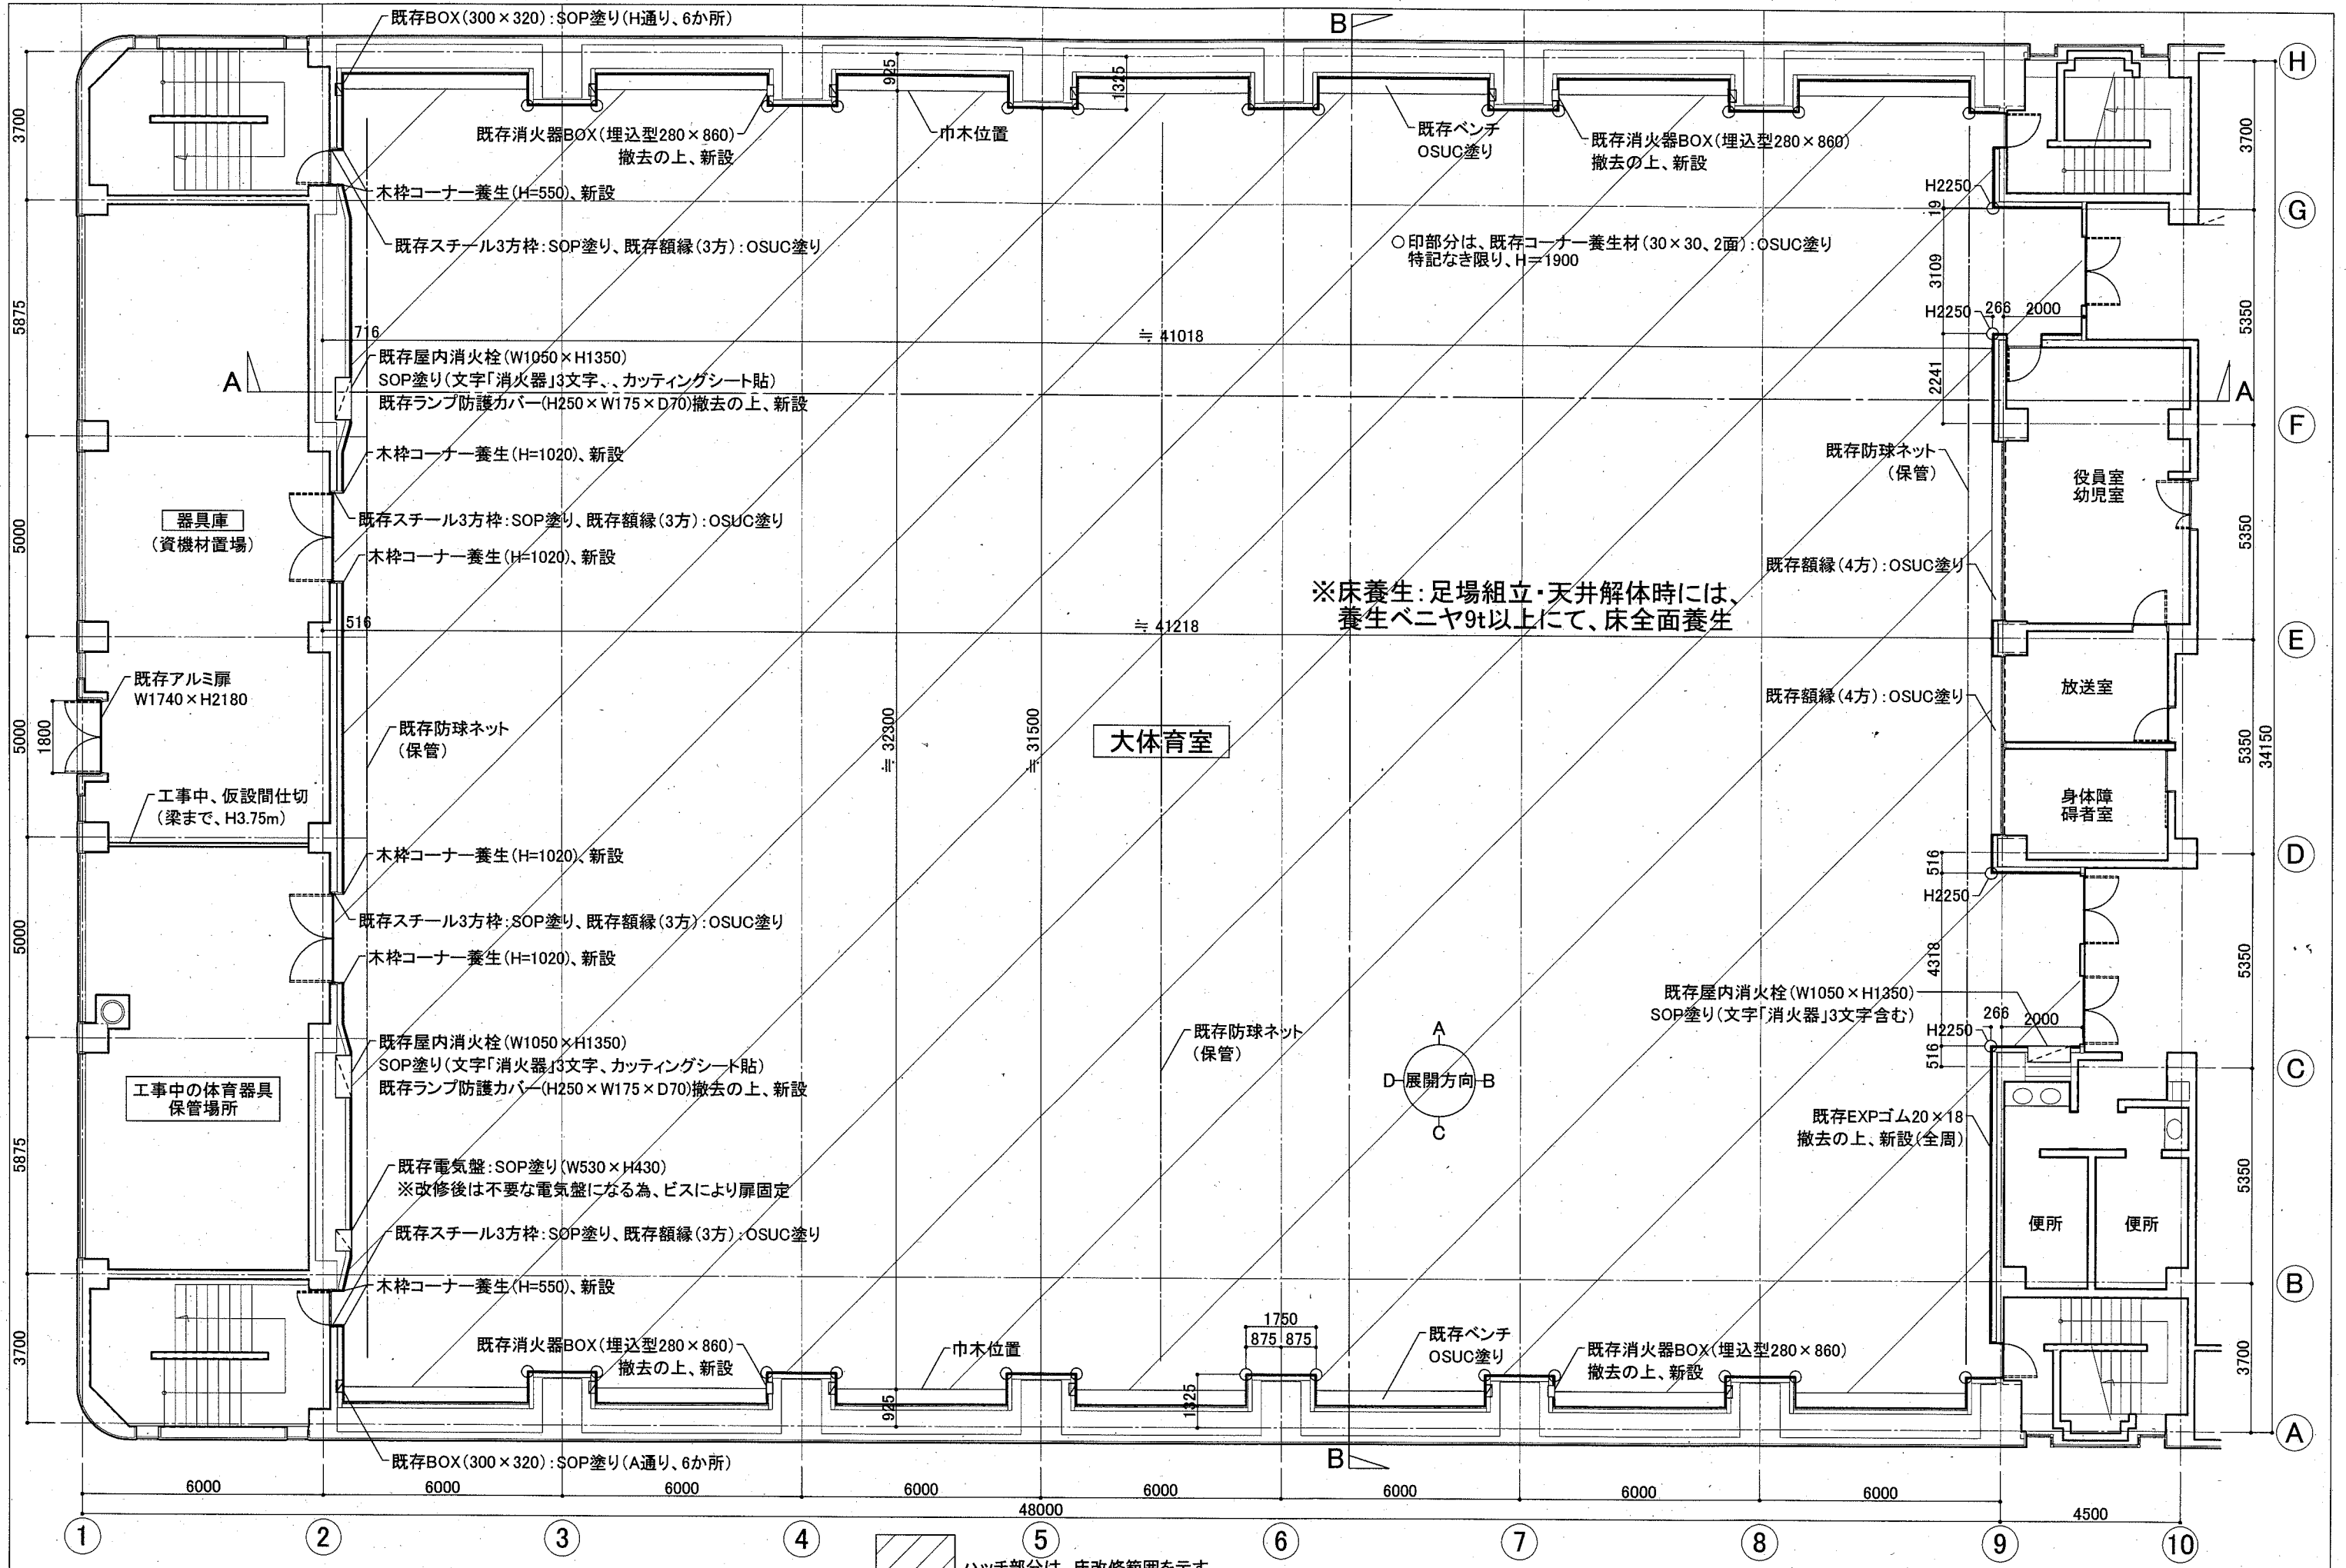 既存BOX(300×320):SOP塗り(H通り、6か所)
B
H
925
1325
3700
3700
既存消火器BOX(埋込型280×860)
撤去の上、新設
巾木位置
既存ベンチ
OSUC塗り
既存消火器BOX(埋込型280×860)
撤去の上、新設
木枠コーナー養生(H=550)、新設
H2250
19
G
既存スチール3方枠:SOP塗り、既存額縁(3方):OSUC塗り
○印部分は、既存コーナー養生材(30×30、2面):OSUC塗り
特記なき限り、H=1900
5875
3109
5350
H2250
266
2000
716
≒ 41018
既存屋内消火栓(W1050×H1350)
SOP塗り(文字「消火器」3文字、、カッティングシート貼)
既存ランプ防護カバー(H250×W175×D70)撤去の上、新設
A
A
2241
F
木枠コーナー養生(H=1020)、新設
既存防球ネット
(保管)
役員室
幼児室
器具庫
(資機材置場)
既存スチール3方枠:SOP塗り、既存額縁(3方):OSUC塗り
5000
5350
木枠コーナー養生(H=1020)、新設
既存額縁(4方):OSUC塗り
※床養生:足場組立・天井解体時には、
養生ベニヤ9t以上にて、床全面養生
516
≒ 41218
E
既存アルミ扉
W1740×H2180
放送室
既存額縁(4方):OSUC塗り
5000
1800
既存防球ネット
(保管)
≒ 32300
≒ 31500
大体育室
5350
34150
工事中、仮設間仕切
(梁まで、H3.75m)
身体障
碍者室
木枠コーナー養生(H=1020)、新設
516
D
H2250
既存スチール3方枠:SOP塗り、既存額縁(3方):OSUC塗り
5000
木枠コーナー養生(H=1020)、新設
4318
5350
既存屋内消火栓(W1050×H1350)
SOP塗り(文字「消火器」3文字含む)
266
2000
H2250
516
C
既存屋内消火栓(W1050×H1350)
SOP塗り(文字「消火器」3文字、カッティングシート貼)
既存ランプ防護カバー(H250×W175×D70)撤去の上、新設
既存防球ネット
(保管)
A
D 展開方向 B
C
工事中の体育器具
保管場所
既存EXPゴム20×18
撤去の上、新設(全周)
5875
5350
既存電気盤:SOP塗り(W530×H430)
※改修後は不要な電気盤になる為、ビスにより扉固定
便所
便所
既存スチール3方枠:SOP塗り、既存額縁(3方):OSUC塗り
木枠コーナー養生(H=550)、新設
B
3700
3700
既存消火器BOX(埋込型280×860)
撤去の上、新設
巾木位置
1750
875
875
既存ベンチ
OSUC塗り
既存消火器BOX(埋込型280×860)
撤去の上、新設
925
1325
A
既存BOX(300×320):SOP塗り(A通り、6か所)
B
6000
6000
6000
6000
6000
6000
6000
6000
48000
4500
1
2
3
4
5
6
7
8
9
10
ハッチ部分は、床改修範囲を示す